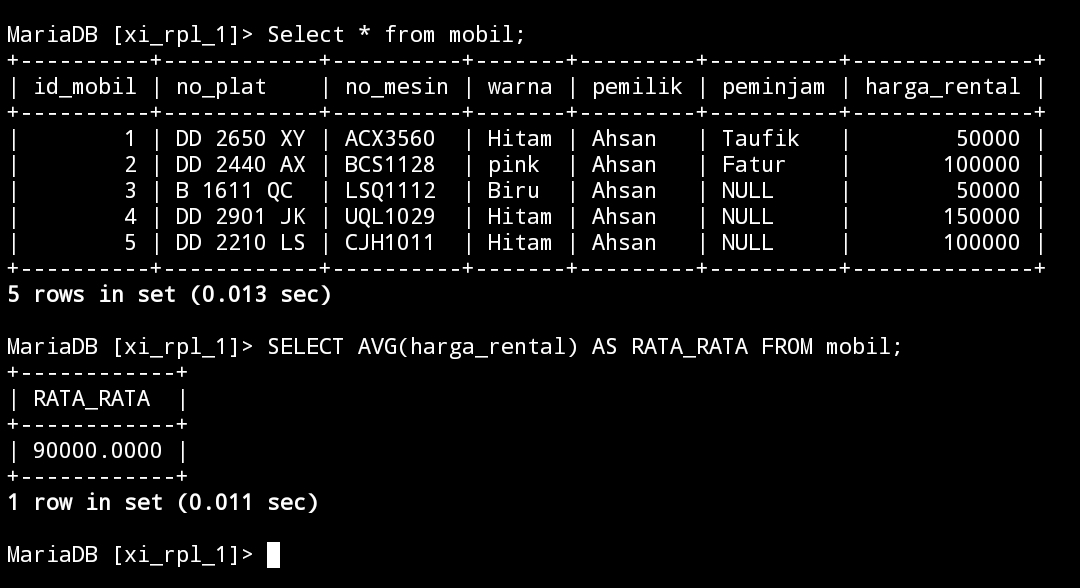 MariaDB [xi_rpl_1]> Select * from mobil;
+----------+------------+----------+-------+---------+----------+--------------+
| id_mobil | no_plat    | no_mesin | warna | pemilik | peminjam | harga_rental |
+----------+------------+----------+-------+---------+----------+--------------+
|        1 | DD 2650 XY | ACX3560  | Hitam | Ahsan   | Taufik   |        50000 |
|        2 | DD 2440 AX | BCS1128  | pink  | Ahsan   | Fatur    |       100000 |
|        3 | B 1611 QC  | LSQ1112  | Biru  | Ahsan   | NULL     |        50000 |
|        4 | DD 2901 JK | UQL1029  | Hitam | Ahsan   | NULL     |       150000 |
|        5 | DD 2210 LS | CJH1011  | Hitam | Ahsan   | NULL     |       100000 |
+----------+------------+----------+-------+---------+----------+--------------+
5 rows in set (0.013 sec)
MariaDB [xi_rpl_1]> SELECT AVG(harga_rental) AS RATA_RATA FROM mobil;
+------------+
| RATA_RATA  |
+------------+
| 90000.0000 |
+------------+
1 row in set (0.011 sec)
MariaDB [xi_rpl_1]>